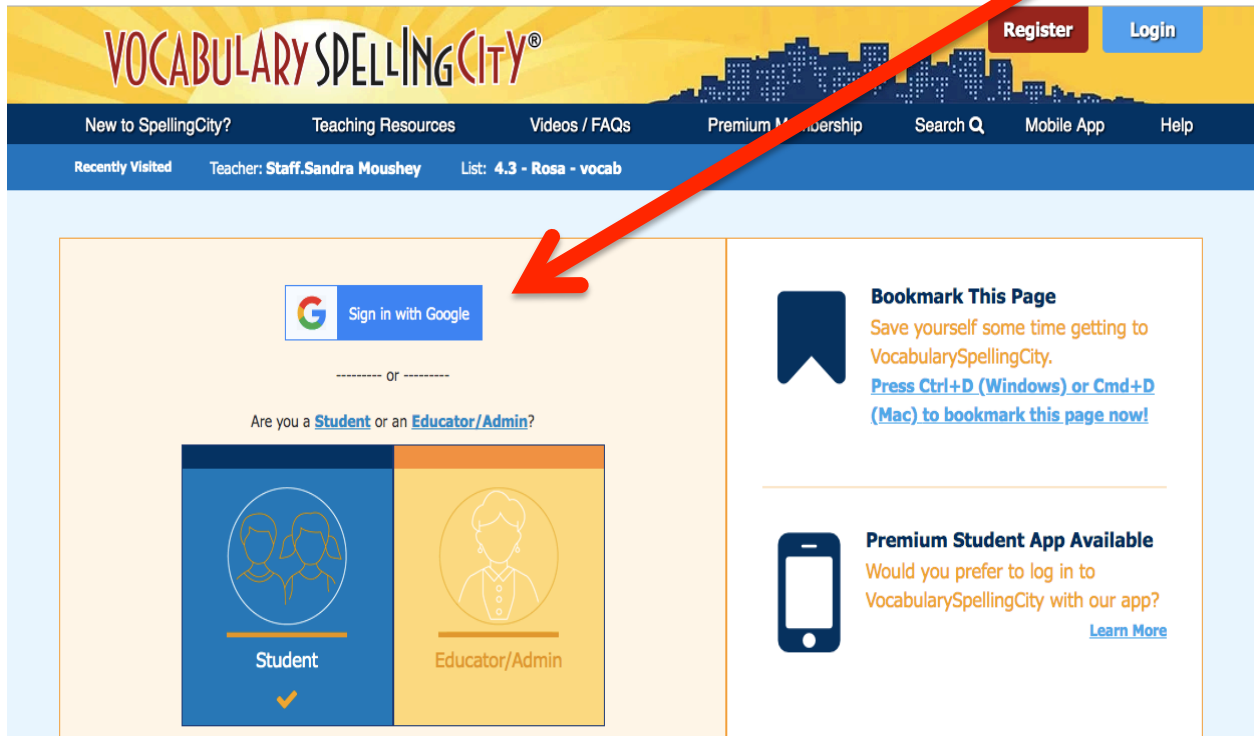 VOCABULARY SPELLINGCITY®
Register
Login
New to SpellingCity?
Teaching Resources
Videos / FAQs
Premium Membership
Search
Mobile App
Help
Recently Visited
Teacher: Staff.Sandra Moushey
List: 4.3 - Rosa - vocab
G
Sign in with Google
--------- or ---------
Are you a Student or an Educator/Admin?
Student
Educator/Admin
Bookmark This Page
Save yourself some time getting to
VocabularySpellingCity.
Press Ctrl+D (Windows) or Cmd+D
(Mac) to bookmark this page now!
Premium Student App Available
Would you prefer to log in to
VocabularySpellingCity with our app?
Learn More